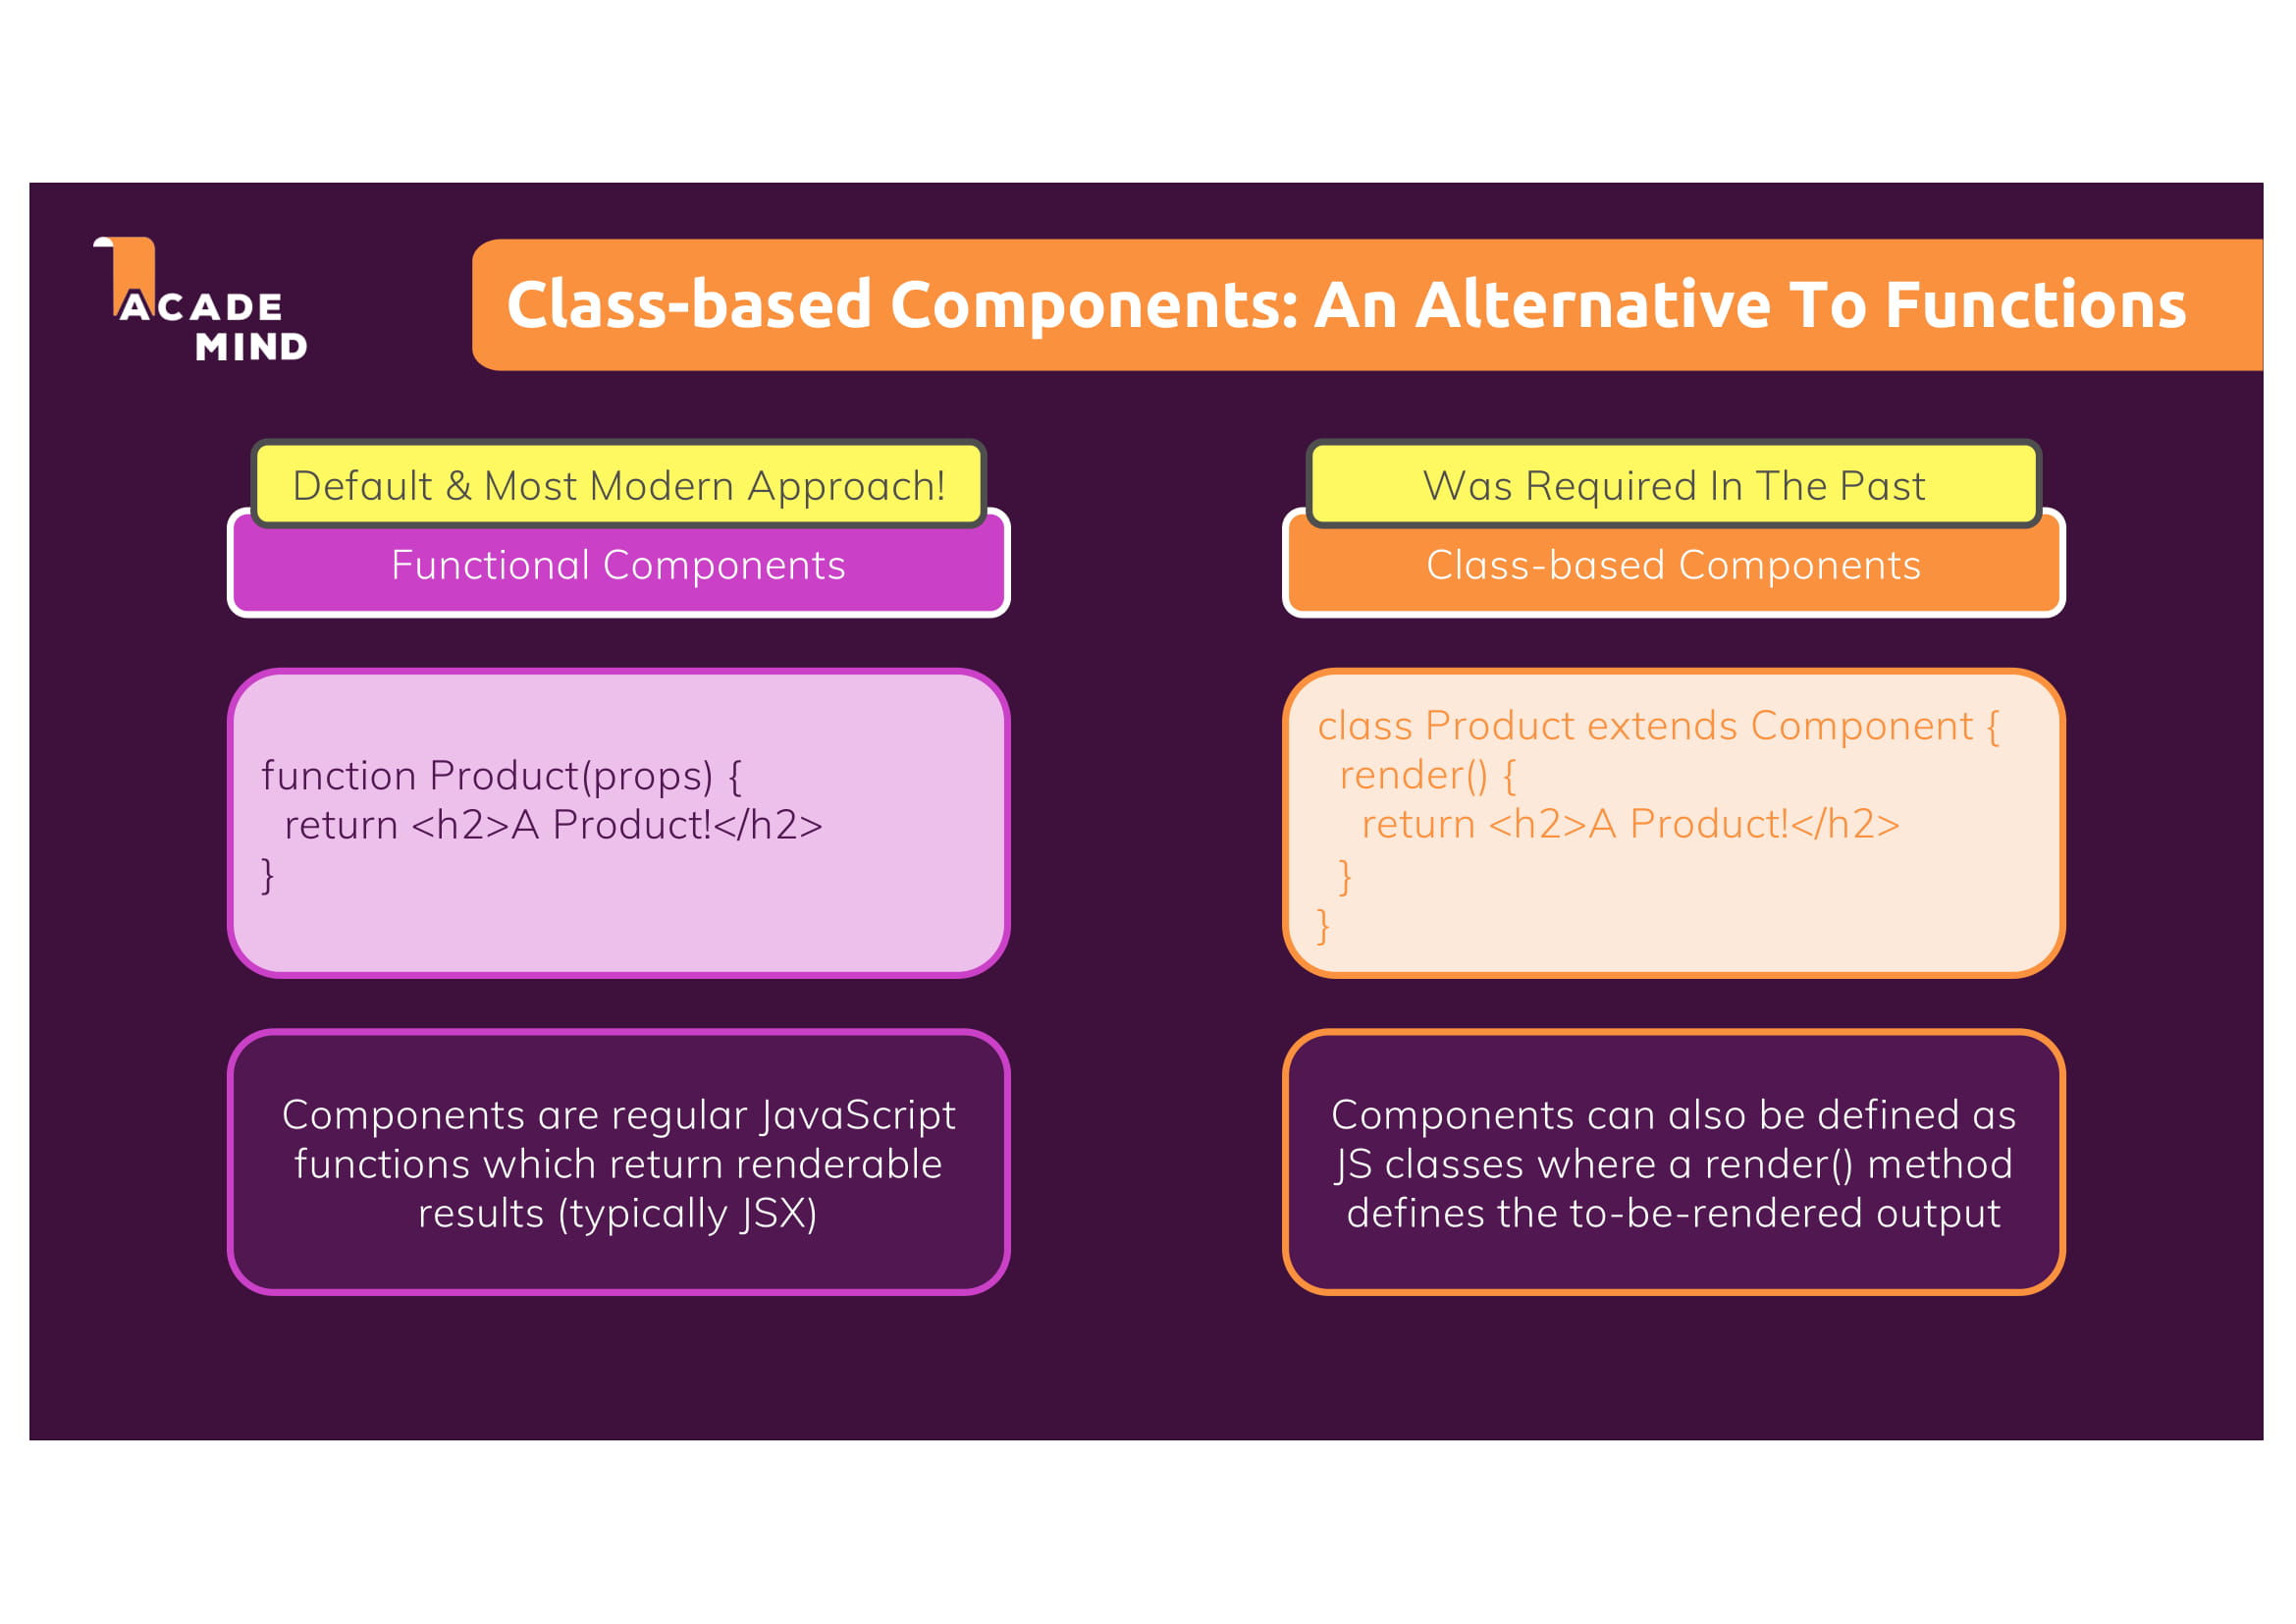 ACADE
MIND
Class-based Components: An Alternative To Functions
Default & Most Modern Approach!
Functional Components
function Product(props) {
  return <h2>A Product!</h2>
}
Components are regular JavaScript
functions which return renderable
results (typically JSX)
Was Required In The Past
Class-based Components
class Product extends Component {
  render() {
    return <h2>A Product!</h2>
  }
}
Components can also be defined as
JS classes where a render() method
defines the to-be-rendered output